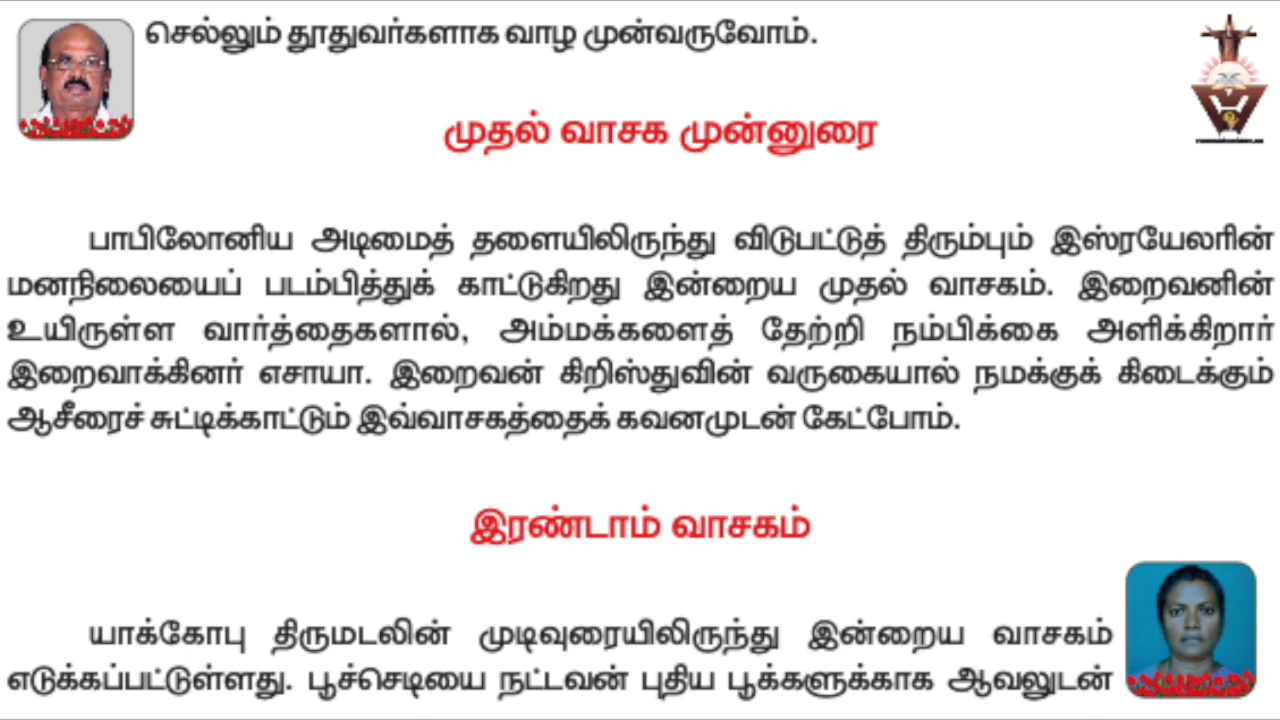 செல்லும் தூதுவர்களாக வாழ முன்வருவோம்.
முதல் வாசக முன்னுரை
பாபிலோனிய அடிமைத் தளையிலிருந்து விடுபட்டுத் திரும்பும் இஸ்ரயேலரின்
மனநிலையைப் படம்பித்துக் காட்டுகிறது இன்றைய முதல் வாசகம். இறைவனின்
உயிருள்ள வார்த்தைகளால், அம்மக்களைத் தேற்றி நம்பிக்கை அளிக்கிறார்
இறைவாக்கினர் எசாயா. இறைவன் கிறிஸ்துவின் வருகையால் நமக்குக் கிடைக்கும்
ஆசீரைச் சுட்டிக்காட்டும் இவ்வாசகத்தைக் கவனமுடன் கேட்போம்.
இரண்டாம் வாசகம்
யாக்கோபு திருமடலின் முடிவுரையிலிருந்து இன்றைய வாசகம்
எடுக்கப்பட்டுள்ளது. பூச்செடியை நட்டவன் புதிய பூக்களுக்காக ஆவலுடன்